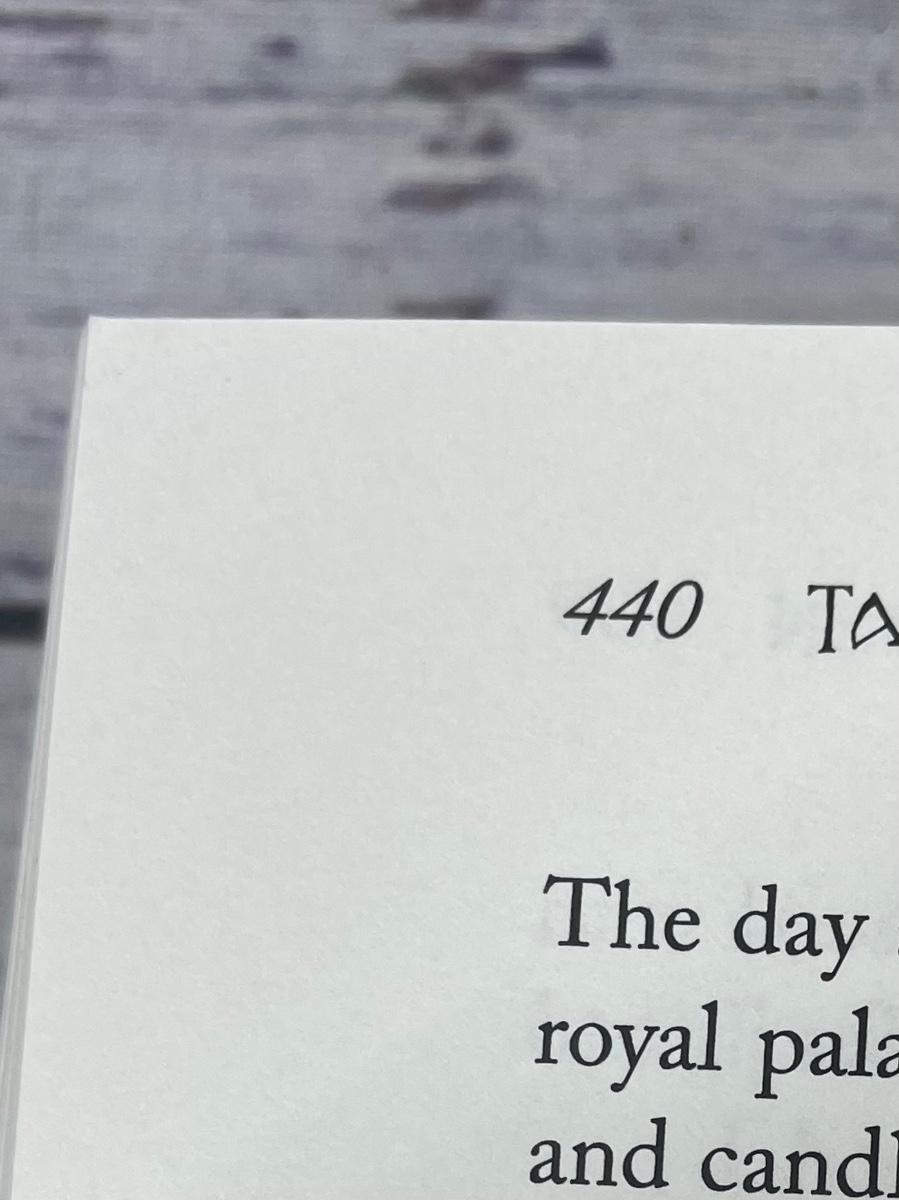 440 TA
The day
royal pala
and candl